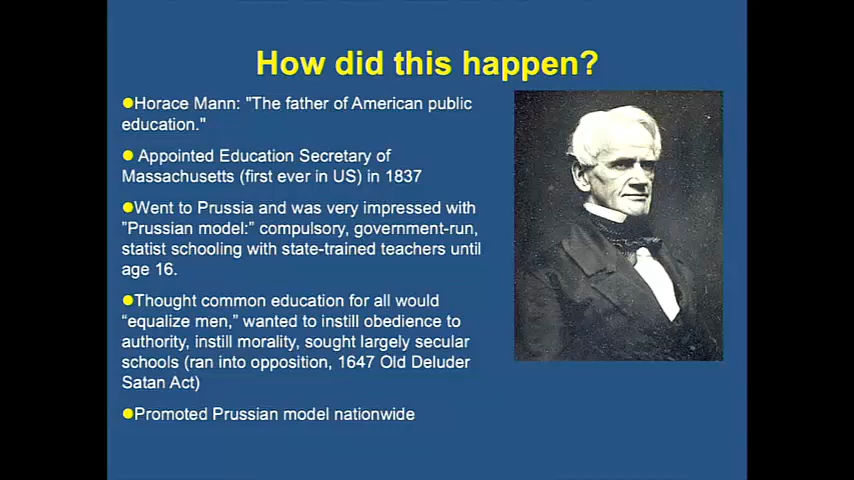 How did this happen?
●Horace Mann: "The father of American public
education."
● Appointed Education Secretary of
Massachusetts (first ever in US) in 1837
●Went to Prussia and was very impressed with
"Prussian model:" compulsory, government-run,
statist schooling with state-trained teachers until
age 16.
●Thought common education for all would
“equalize men,” wanted to instill obedience to
authority, instill morality, sought largely secular
schools (ran into opposition, 1647 Old Deluder
Satan Act)
●Promoted Prussian model nationwide